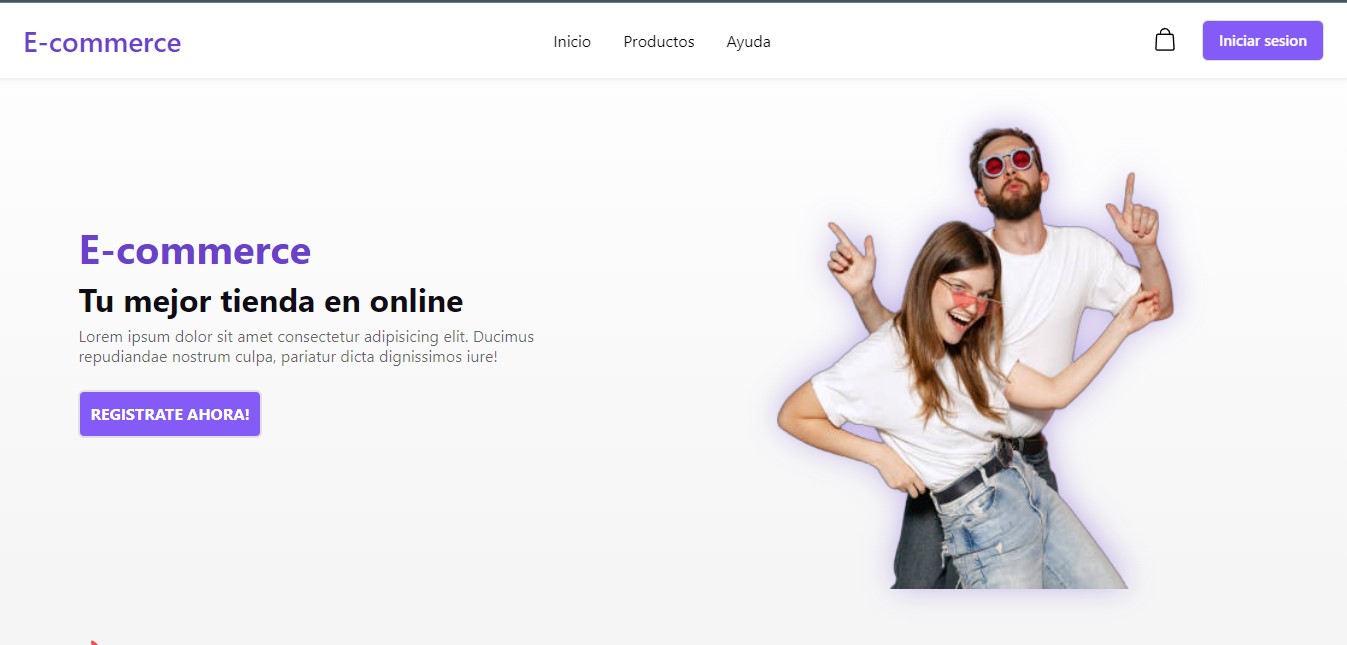 E-commerce
Inicio
Productos
Ayuda
Iniciar sesion
E-commerce
Tu mejor tienda en online
Lorem ipsum dolor sit amet consectetur adipisicing elit. Ducimus
repudiandae nostrum culpa, pariatur dicta dignissimos iure!
REGISTRATE AHORA!